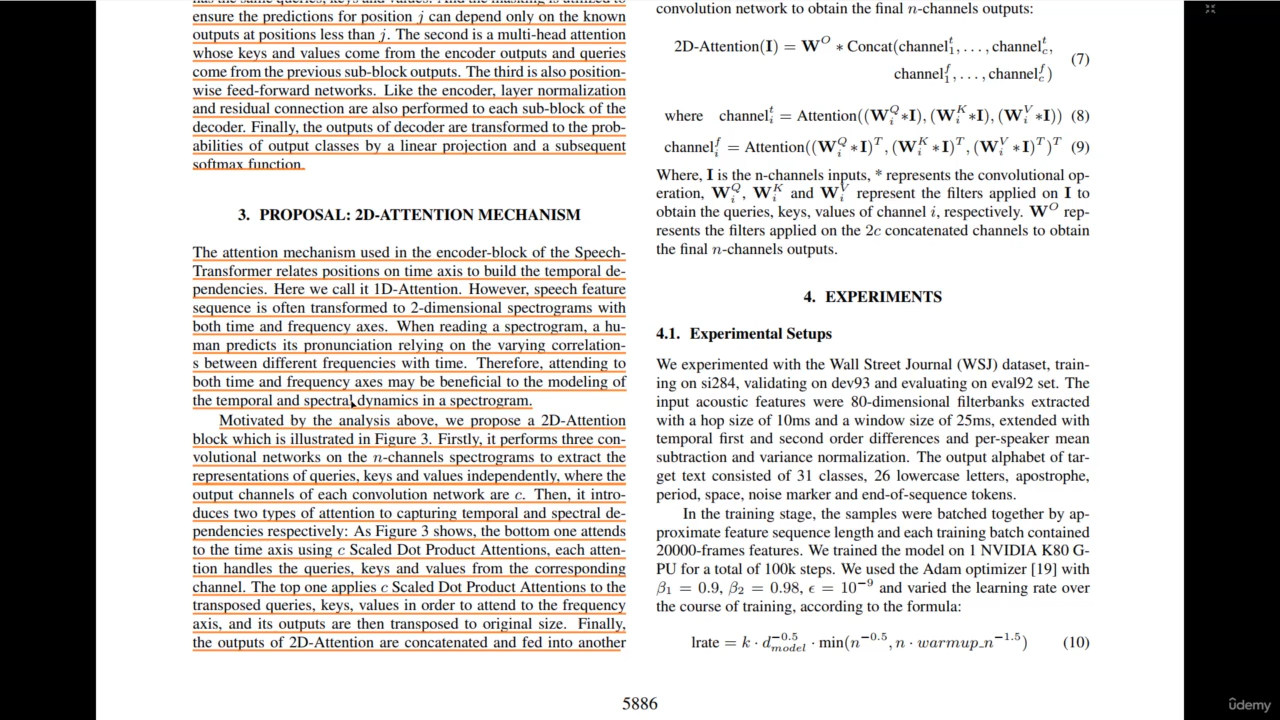 has the same queries, keys and values. And the masking is utilized to
ensure the predictions for position j can depend only on the known
outputs at positions less than j. The second is a multi-head attention
whose keys and values come from the encoder outputs and queries
come from the previous sub-block outputs. The third is also position-
wise feed-forward networks. Like the encoder, layer normalization
and residual connection are also performed to each sub-block of the
decoder. Finally, the outputs of decoder are transformed to the prob-
abilities of output classes by a linear projection and a subsequent
softmax function.
3. PROPOSAL: 2D-ATTENTION MECHANISM
The attention mechanism used in the encoder-block of the Speech-
Transformer relates positions on time axis to build the temporal de-
pendencies. Here we call it 1D-Attention. However, speech feature
sequence is often transformed to 2-dimensional spectrograms with
both time and frequency axes. When reading a spectrogram, a hu-
man predicts its pronunciation relying on the varying correlation-
s between different frequencies with time. Therefore, attending to
both time and frequency axes may be beneficial to the modeling of
the temporal and spectral dynamics in a spectrogram.
Motivated by the analysis above, we propose a 2D-Attention
block which is illustrated in Figure 3. Firstly, it performs three con-
volutional networks on the n-channels spectrograms to extract the
representations of queries, keys and values independently, where the
output channels of each convolution network are c. Then, it intro-
duces two types of attention to capturing temporal and spectral de-
pendencies respectively: As Figure 3 shows, the bottom one attends
to the time axis using c Scaled Dot Product Attentions, each atten-
tion handles the queries, keys and values from the corresponding
channel. The top one applies c Scaled Dot Product Attentions to the
transposed queries, keys, values in order to attend to the frequency
axis, and its outputs are then transposed to original size. Finally,
the outputs of 2D-Attention are concatenated and fed into another
convolution network to obtain the final n-channels outputs:
2D-Attention(I) = W^O * Concat(channel_1^t, . . . , channel_c^t,
channel_1^f, . . . , channel_c^f) (7)
where channel_i^t = Attention((W_i^Q * I), (W_i^K * I), (W_i^V * I)) (8)
channel_i^f = Attention((W_i^Q * I)^T, (W_i^K * I)^T, (W_i^V * I)^T)^T (9)
Where, I is the n-channels inputs, * represents the convolutional op-
eration, W_i^Q, W_i^K and W_i^V represent the filters applied on I to
obtain the queries, keys, values of channel i, respectively. W^O rep-
resents the filters applied on the 2c concatenated channels to obtain
the final n-channels outputs.
4. EXPERIMENTS
4.1. Experimental Setups
We experimented with the Wall Street Journal (WSJ) dataset, train-
ing on si284, validating on dev93 and evaluating on eval92 set. The
input acoustic features were 80-dimensional filterbanks extracted
with a hop size of 10ms and a window size of 25ms, extended with
temporal first and second order differences and per-speaker mean
subtraction and variance normalization. The output alphabet of tar-
get text consisted of 31 classes, 26 lowercase letters, apostrophe,
period, space, noise marker and end-of-sequence tokens.
In the training stage, the samples were batched together by ap-
proximate feature sequence length and each training batch contained
20000-frames features. We trained the model on 1 NVIDIA K80 G-
PU for a total of 100k steps. We used the Adam optimizer [19] with
β1 = 0.9, β2 = 0.98, ϵ = 10^−9 and varied the learning rate over
the course of training, according to the formula:
lrate = k · d_model^−0.5 · min(n^−0.5, n · warmup_n^−1.5) (10)
5886
ûdemy